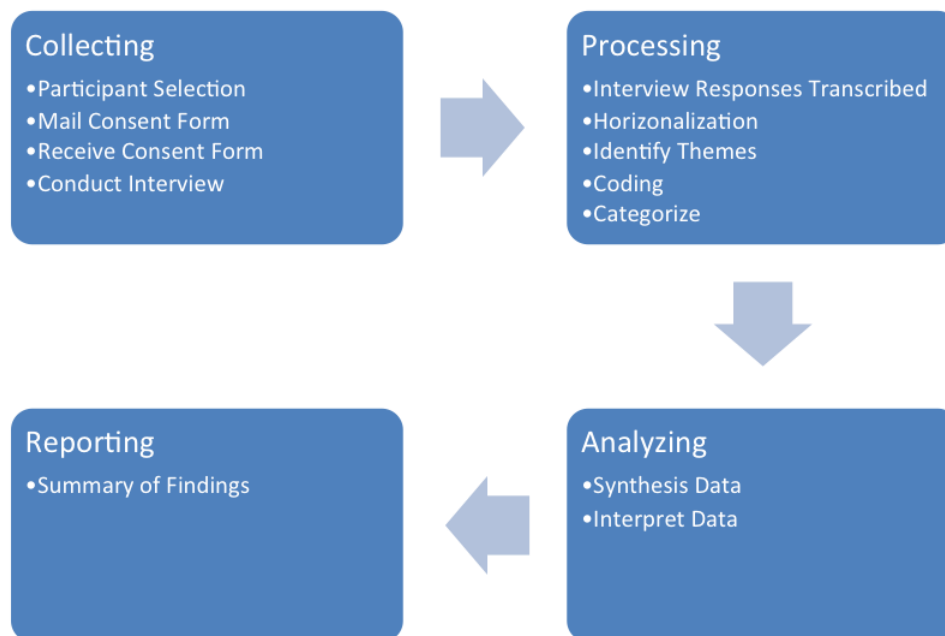 Collecting
•Participant Selection
•Mail Consent Form
•Receive Consent Form
•Conduct Interview
Processing
•Interview Responses Transcribed
•Horizonalization
•Identify Themes
•Coding
•Categorize
Analyzing
•Synthesis Data
•Interpret Data
Reporting
•Summary of Findings